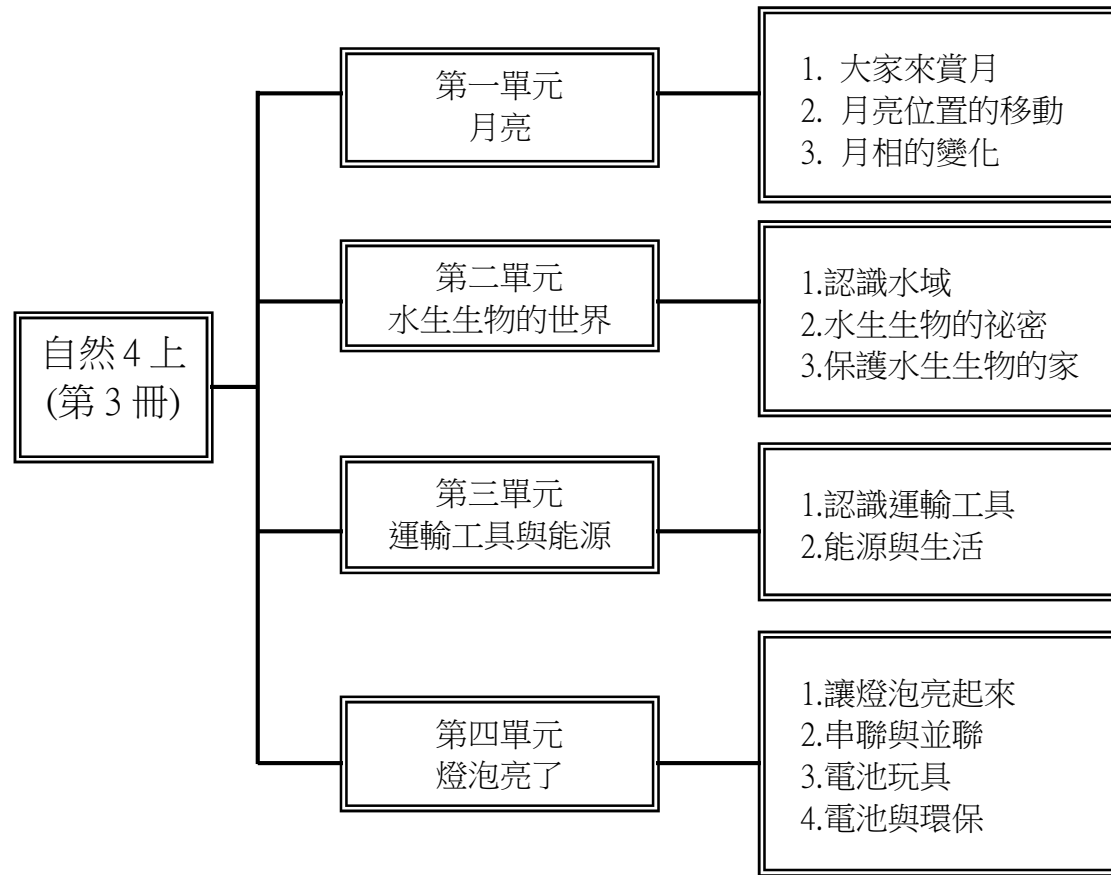 自然4上
(第3冊)
第一單元
月亮
1. 大家來賞月
2. 月亮位置的移動
3. 月相的變化
第二單元
水生生物的世界
1.認識水域
2.水生生物的祕密
3.保護水生生物的家
第三單元
運輸工具與能源
1.認識運輸工具
2.能源與生活
第四單元
燈泡亮了
1.讓燈泡亮起來
2.串聯與並聯
3.電池玩具
4.電池與環保